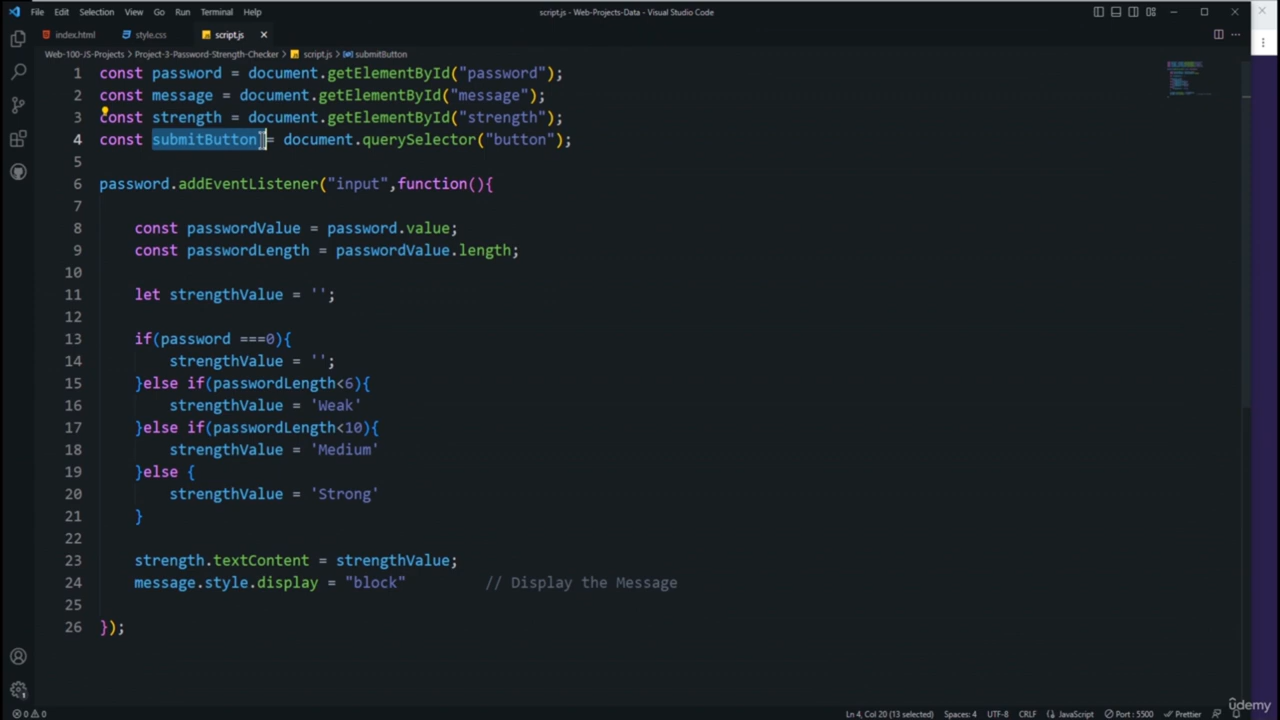 File Edit Selection View Go Run Terminal Help
script.js - Web-Projects-Data - Visual Studio Code
index.html style.css script.js
Web-100-JS-Projects > Project-3-Password-Strength-Checker > script.js > submitButton
1 const password = document.getElementById("password");
2 const message = document.getElementById("message");
3 const strength = document.getElementById("strength");
4 const submitButton = document.querySelector("button");
5
6 password.addEventListener("input",function(){
7
8 const passwordValue = password.value;
9 const passwordLength = passwordValue.length;
10
11 let strengthValue = '';
12
13 if(password ===0){
14 strengthValue = '';
15 }else if(passwordLength<6){
16 strengthValue = 'Weak'
17 }else if(passwordLength<10){
18 strengthValue = 'Medium'
19 }else {
20 strengthValue = 'Strong'
21 }
22
23 strength.textContent = strengthValue;
24 message.style.display = "block" // Display the Message
25
26 });
0 0 Ln 4, Col 20 (13 selected) Spaces: 4 UTF-8 CRLF JavaScript Port : 5500 Prettier
udemy